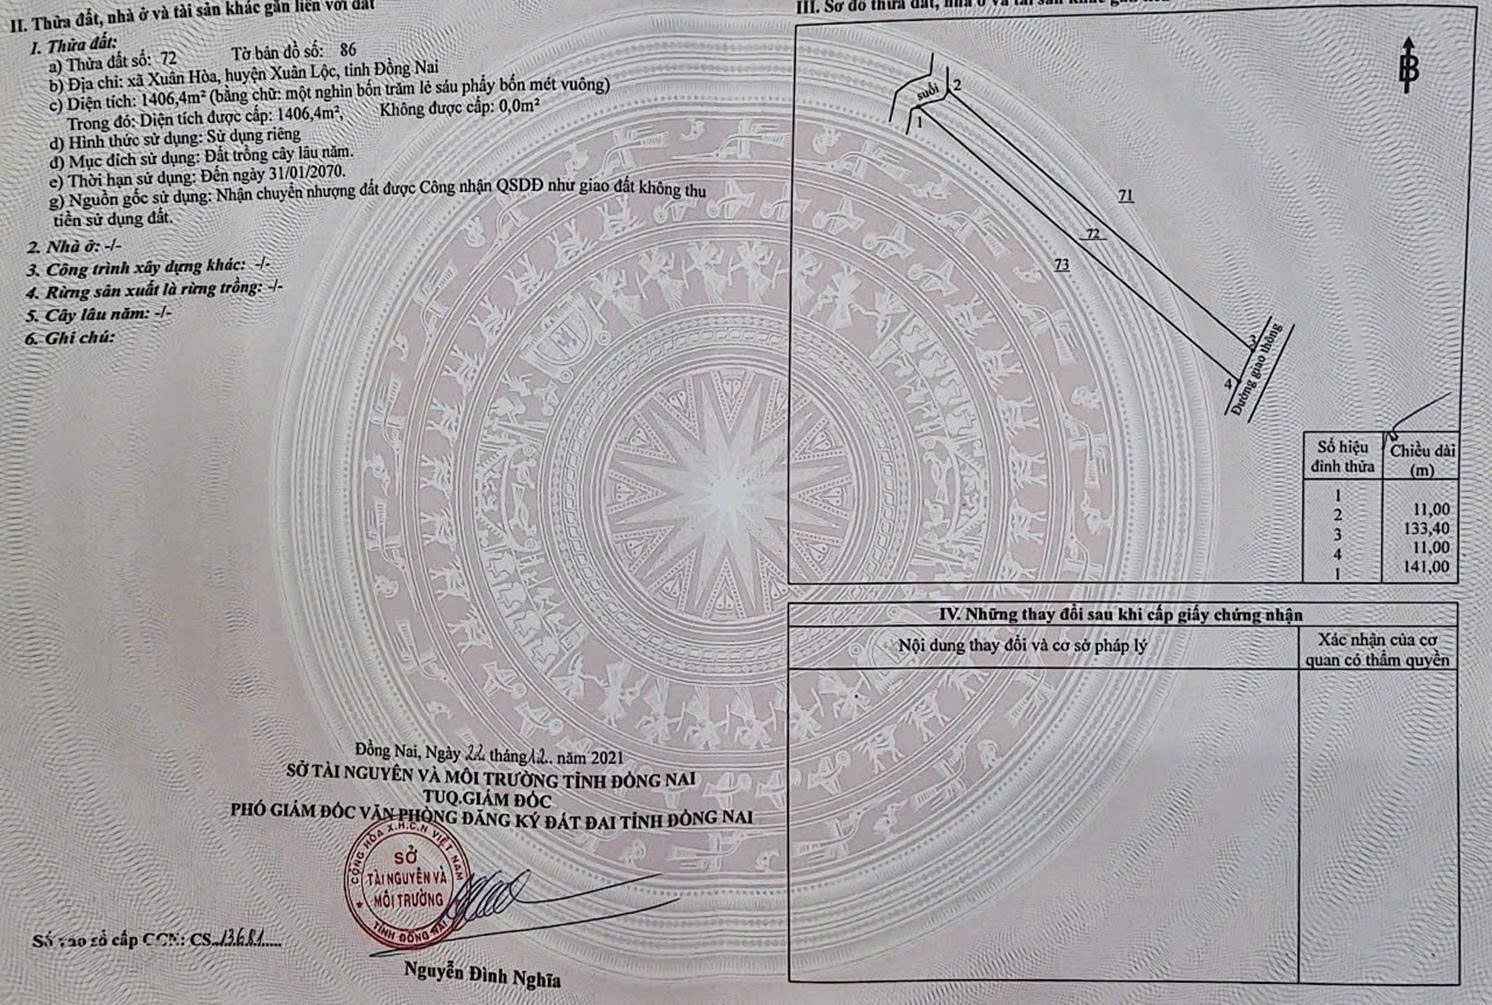 II. Thửa đất, nhà ở và tài sản khác gắn liền với đất
1. Thửa đất:
a) Thửa đất số: 72 Tờ bản đồ số: 86
b) Địa chỉ: xã Xuân Hòa, huyện Xuân Lộc, tỉnh Đồng Nai
c) Diện tích: 1406,4m² (bằng chữ: một nghìn bốn trăm lẻ sáu phẩy bốn mét vuông)
Trong đó: Diện tích được cấp: 1406,4m², Không được cấp: 0,0m²
d) Hình thức sử dụng: Sử dụng riêng
đ) Mục đích sử dụng: Đất trồng cây lâu năm.
e) Thời hạn sử dụng: Đến ngày 31/01/2070.
g) Nguồn gốc sử dụng: Nhận chuyển nhượng đất được Công nhận QSDĐ như giao đất không thu
tiền sử dụng đất.
2. Nhà ở: -/-
3. Công trình xây dựng khác: -/-
4. Rừng sản xuất là rừng trồng: -/-
5. Cây lâu năm: -/-
6. Ghi chú:
Đồng Nai, Ngày 22 tháng 12.. năm 2021
SỞ TÀI NGUYÊN VÀ MÔI TRƯỜNG TỈNH ĐỒNG NAI
TUQ.GIÁM ĐỐC
PHÓ GIÁM ĐỐC VĂN PHÒNG ĐĂNG KÝ ĐẤT ĐAI TỈNH ĐỒNG NAI
CỘNG HÒA X.H.C.N VIỆT NAM
SỞ
TÀI NGUYÊN VÀ
MÔI TRƯỜNG
TỈNH ĐỒNG NAI
Số vào sổ cấp GCN: CS..13681.....
Nguyễn Đình Nghĩa
III. Sơ đồ thửa đất, nhà ở và tài sản khác
B
suối
2
1
71
72
73
3
4
Đường giao thông
Số hiệu đỉnh thửa Chiều dài (m)
1
2 11,00
3 133,40
4 11,00
1 141,00
IV. Những thay đổi sau khi cấp giấy chứng nhận
Nội dung thay đổi và cơ sở pháp lý
Xác nhận của cơ
quan có thẩm quyền